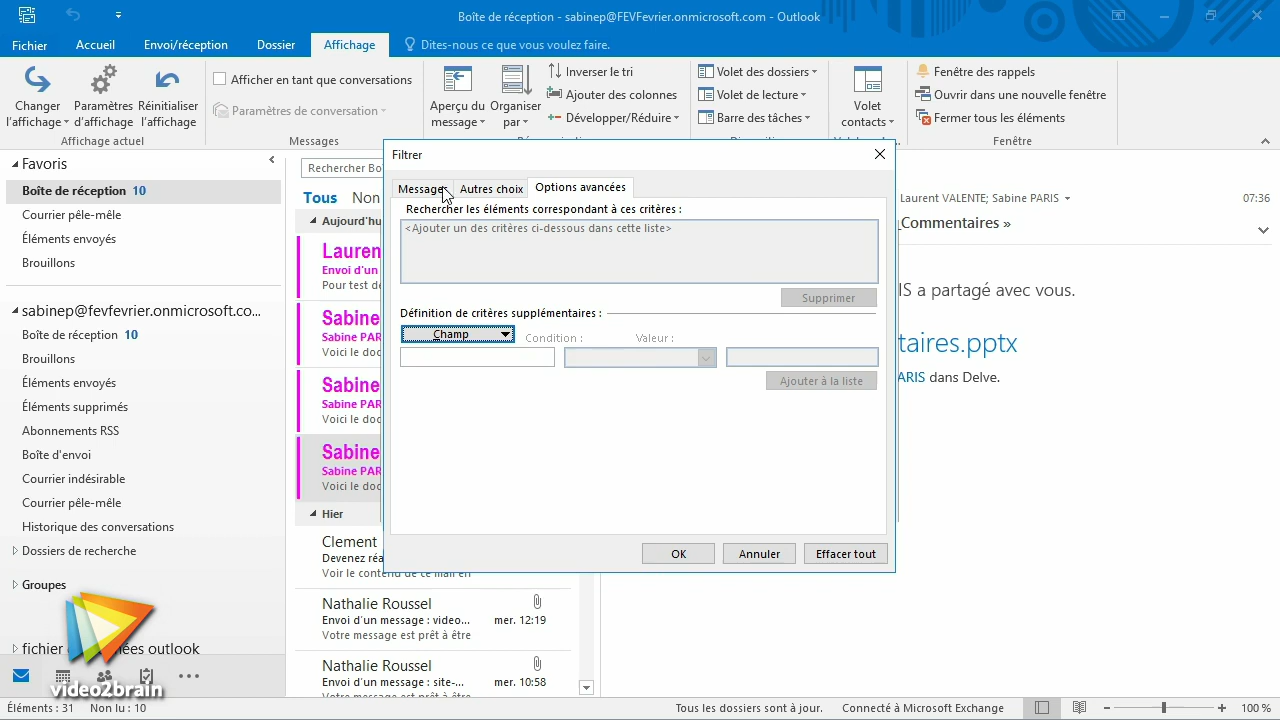 Boîte de réception - sabinep@FEVFevrier.onmicrosoft.com - Outlook
Fichier
Accueil
Envoi/réception
Dossier
Affichage
Dites-nous ce que vous voulez faire.
Changer l'affichage
Paramètres d'affichage
Réinitialiser l'affichage
Affichage actuel
Afficher en tant que conversations
Paramètres de conversation
Messages
Aperçu du message
Organiser par
Inverser le tri
Ajouter des colonnes
Développer/Réduire
Volet des dossiers
Volet de lecture
Barre des tâches
Volet contacts
Fenêtre des rappels
Ouvrir dans une nouvelle fenêtre
Fermer tous les éléments
Fenêtre
Favoris
Boîte de réception 10
Courrier pêle-mêle
Éléments envoyés
Brouillons
sabinep@fevfevrier.onmicrosoft.co...
Boîte de réception 10
Brouillons
Éléments envoyés
Éléments supprimés
Abonnements RSS
Boîte d'envoi
Courrier indésirable
Courrier pêle-mêle
Historique des conversations
Dossiers de recherche
Groupes
fichier
outlook
video2brain
Rechercher Bo
Tous Non
Aujourd'hu
Lauren
Envoi d'un
Pour test de
Sabine
Sabine PAR
Voici le doc
Sabine
Sabine PAR
Voici le doc
Sabine
Sabine PAR
Voici le doc
Hier
Clement
Devenez réa
Voir le contenu de ce mail en
Nathalie Roussel
Envoi d'un message : video... mer. 12:19
Votre message est prêt à être
Nathalie Roussel
Envoi d'un message : site-... mer. 10:58
Votre message est prêt à être
Filtrer
Messages
Autres choix
Options avancées
Rechercher les éléments correspondant à ces critères :
<Ajouter un des critères ci-dessous dans cette liste>
Supprimer
Définition de critères supplémentaires :
Champ
Condition :
Valeur :
Ajouter à la liste
OK
Annuler
Effacer tout
Laurent VALENTE; Sabine PARIS
07:36
_Commentaires »
IS a partagé avec vous.
taires.pptx
ARIS dans Delve.
Éléments : 31 Non lu : 10
Tous les dossiers sont à jour.
Connecté à Microsoft Exchange
100 %